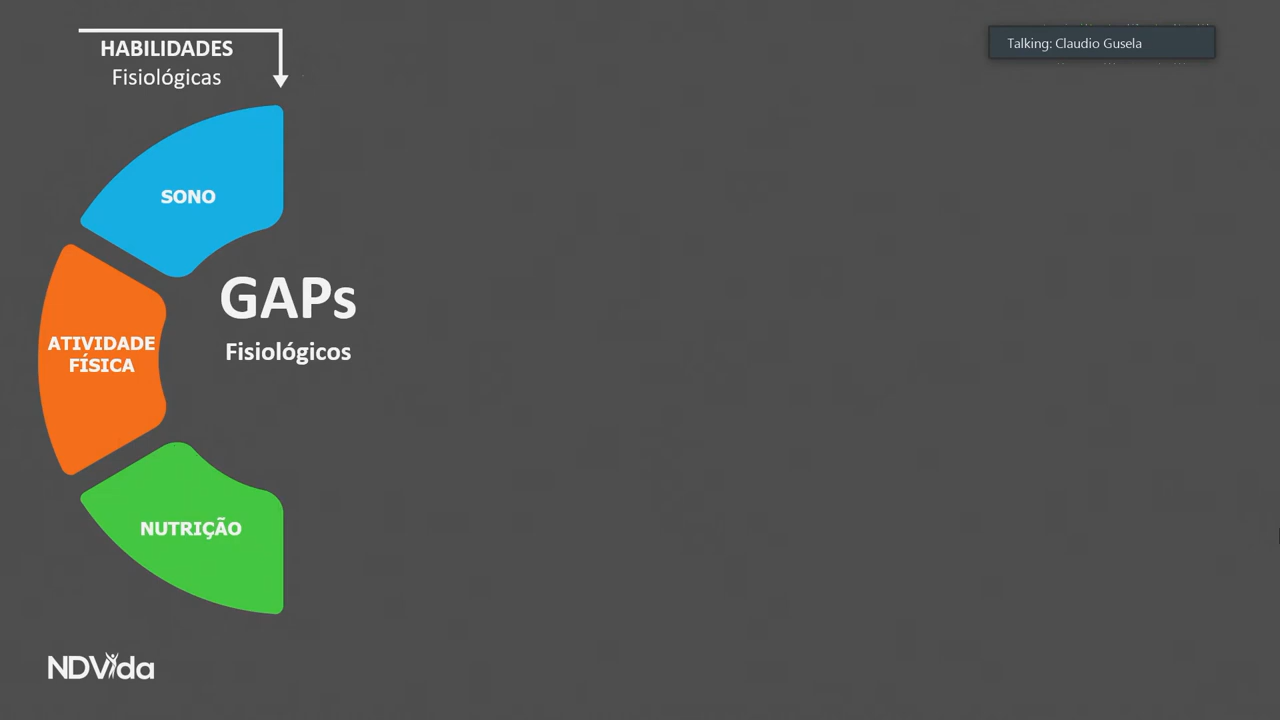 HABILIDADES
Fisiológicas
Talking: Claudio Gusela
SONO
GAPs
Fisiológicos
ATIVIDADE
FÍSICA
NUTRIÇÃO
NDVida